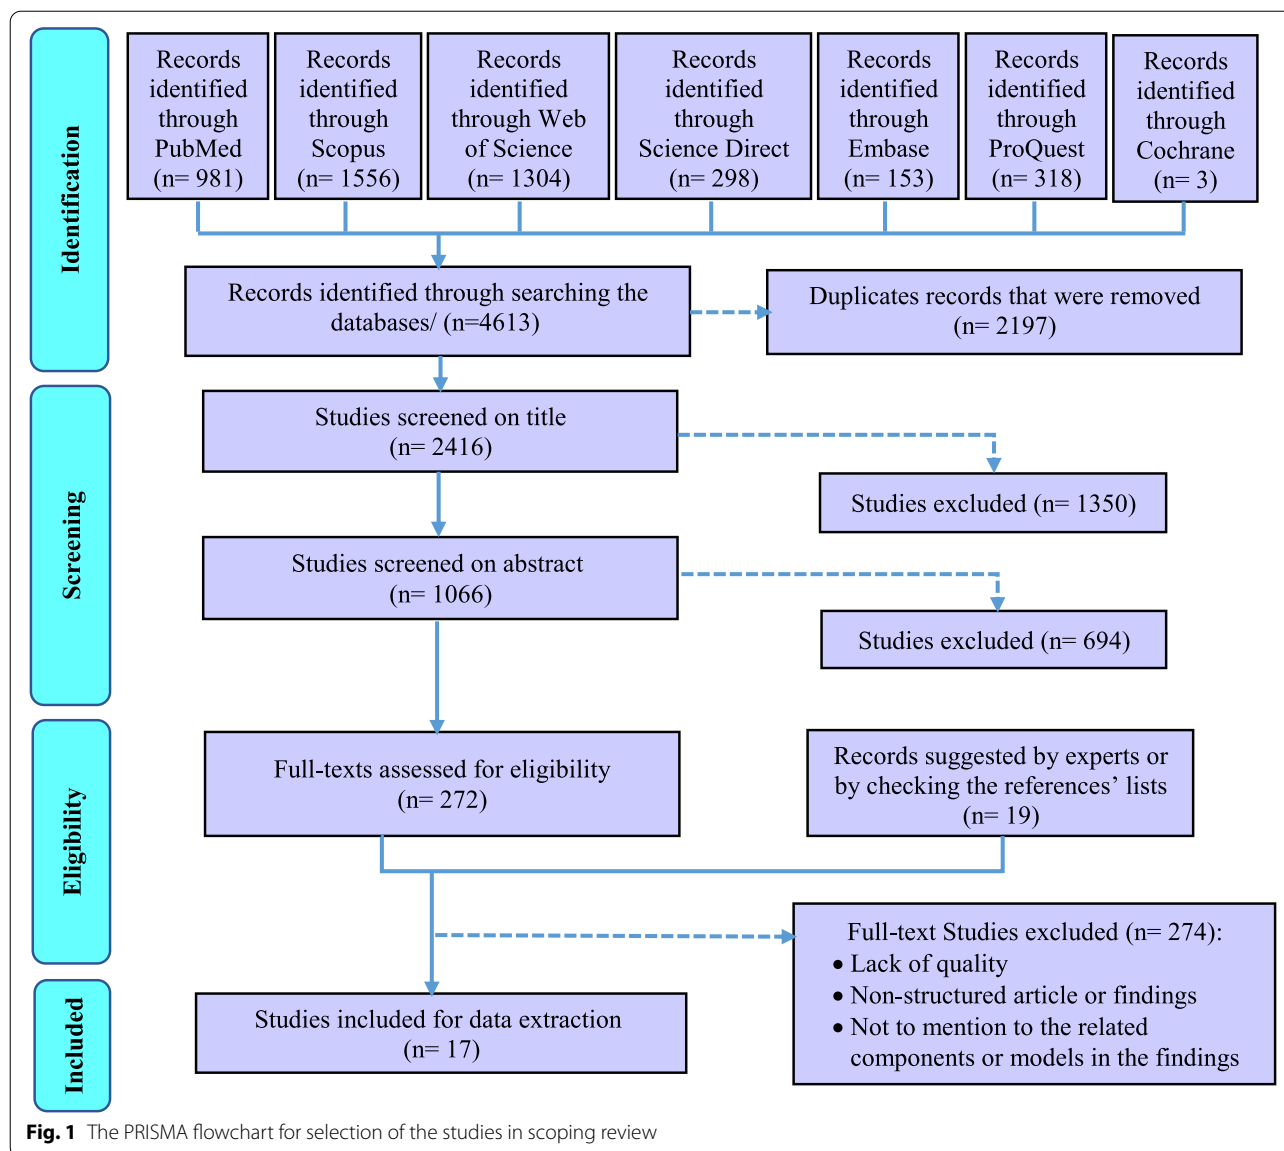 Identification
Records
identified
through
PubMed
(n= 981)
Records
identified
through
Scopus
(n= 1556)
Records
identified
through Web
of Science
(n= 1304)
Records
identified
through
Science Direct
(n= 298)
Records
identified
through
Embase
(n= 153)
Records
identified
through
ProQuest
(n= 318)
Records
identified
through
Cochrane
(n= 3)
Records identified through searching the
databases/ (n=4613)
Duplicates records that were removed
(n= 2197)
Screening
Studies screened on title
(n= 2416)
Studies excluded (n= 1350)
Studies screened on abstract
(n= 1066)
Studies excluded (n= 694)
Eligibility
Full-texts assessed for eligibility
(n= 272)
Records suggested by experts or
by checking the references’ lists
(n= 19)
Full-text Studies excluded (n= 274):
• Lack of quality
• Non-structured article or findings
• Not to mention to the related
components or models in the findings
Included
Studies included for data extraction
(n= 17)
Fig. 1 The PRISMA flowchart for selection of the studies in scoping review